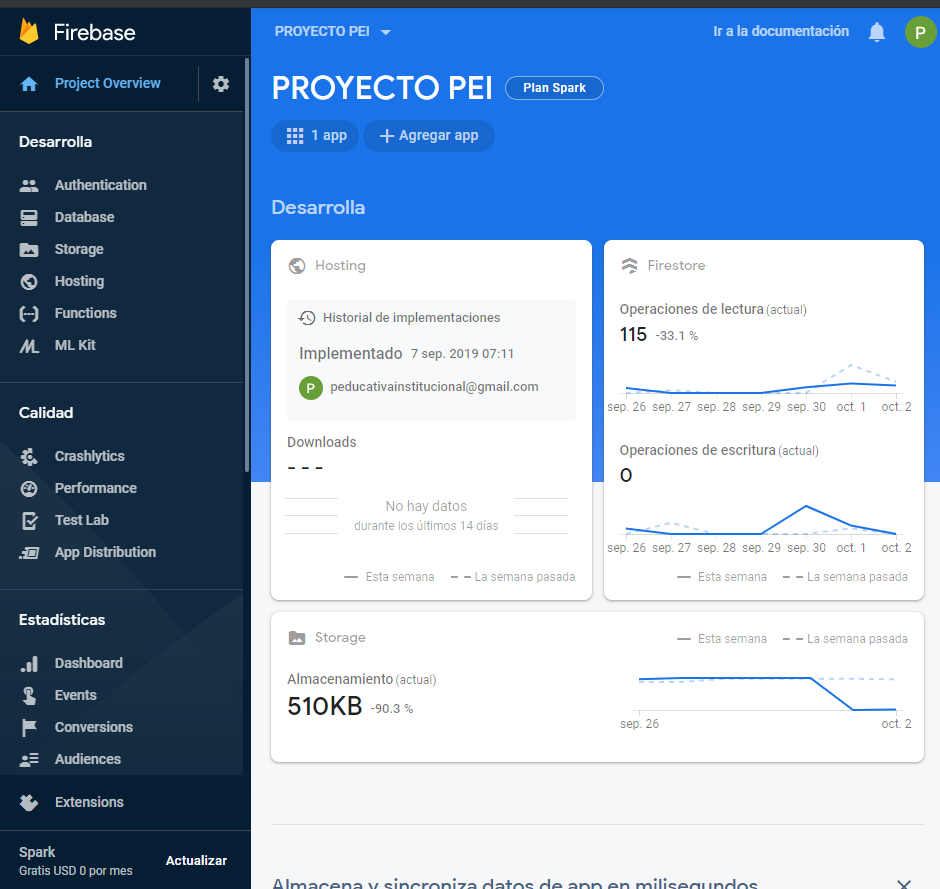 Firebase
Project Overview
Desarrolla
Authentication
Database
Storage
Hosting
Functions
ML Kit
Calidad
Crashlytics
Performance
Test Lab
App Distribution
Estadísticas
Dashboard
Events
Conversions
Audiences
Extensions
Spark
Gratis USD 0 por mes
Actualizar
PROYECTO PEI
Ir a la documentación
P
PROYECTO PEI
Plan Spark
1 app
Agregar app
Desarrolla
Hosting
Historial de implementaciones
Implementado 7 sep. 2019 07:11
P peducativainstitucional@gmail.com
Downloads
- - -
No hay datos
durante los últimos 14 días
Esta semana La semana pasada
Firestore
Operaciones de lectura (actual)
115 -33.1 %
sep. 26 sep. 27 sep. 28 sep. 29 sep. 30 oct. 1 oct. 2
Operaciones de escritura (actual)
0
sep. 26 sep. 27 sep. 28 sep. 29 sep. 30 oct. 1 oct. 2
Esta semana La semana pasada
Storage
Esta semana La semana pasada
Almacenamiento (actual)
510KB -90.3 %
sep. 26 oct. 2
Almacena y sincroniza datos de app en milisegundos